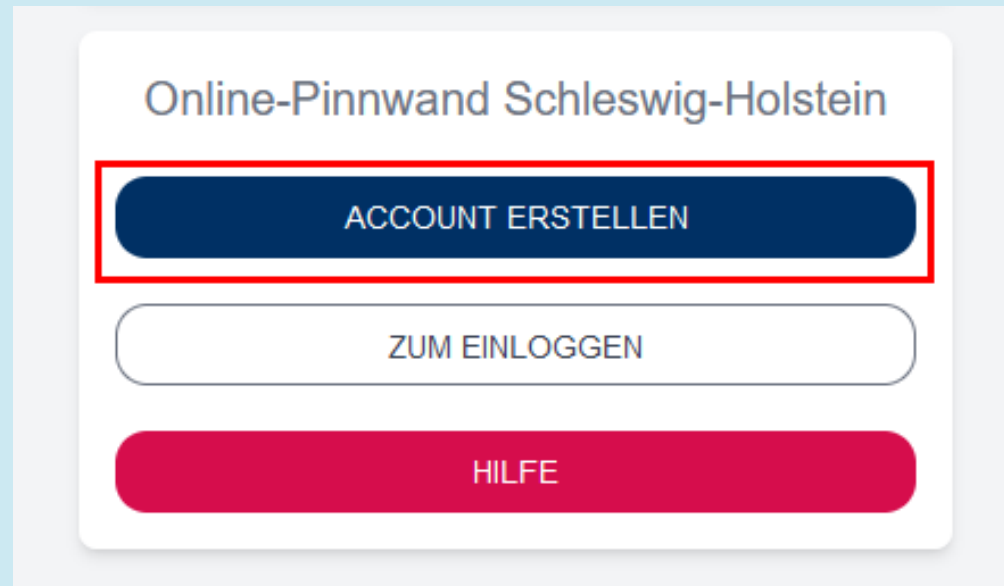 Online-Pinnwand Schleswig-Holstein
ACCOUNT ERSTELLEN
ZUM EINLOGGEN
HILFE